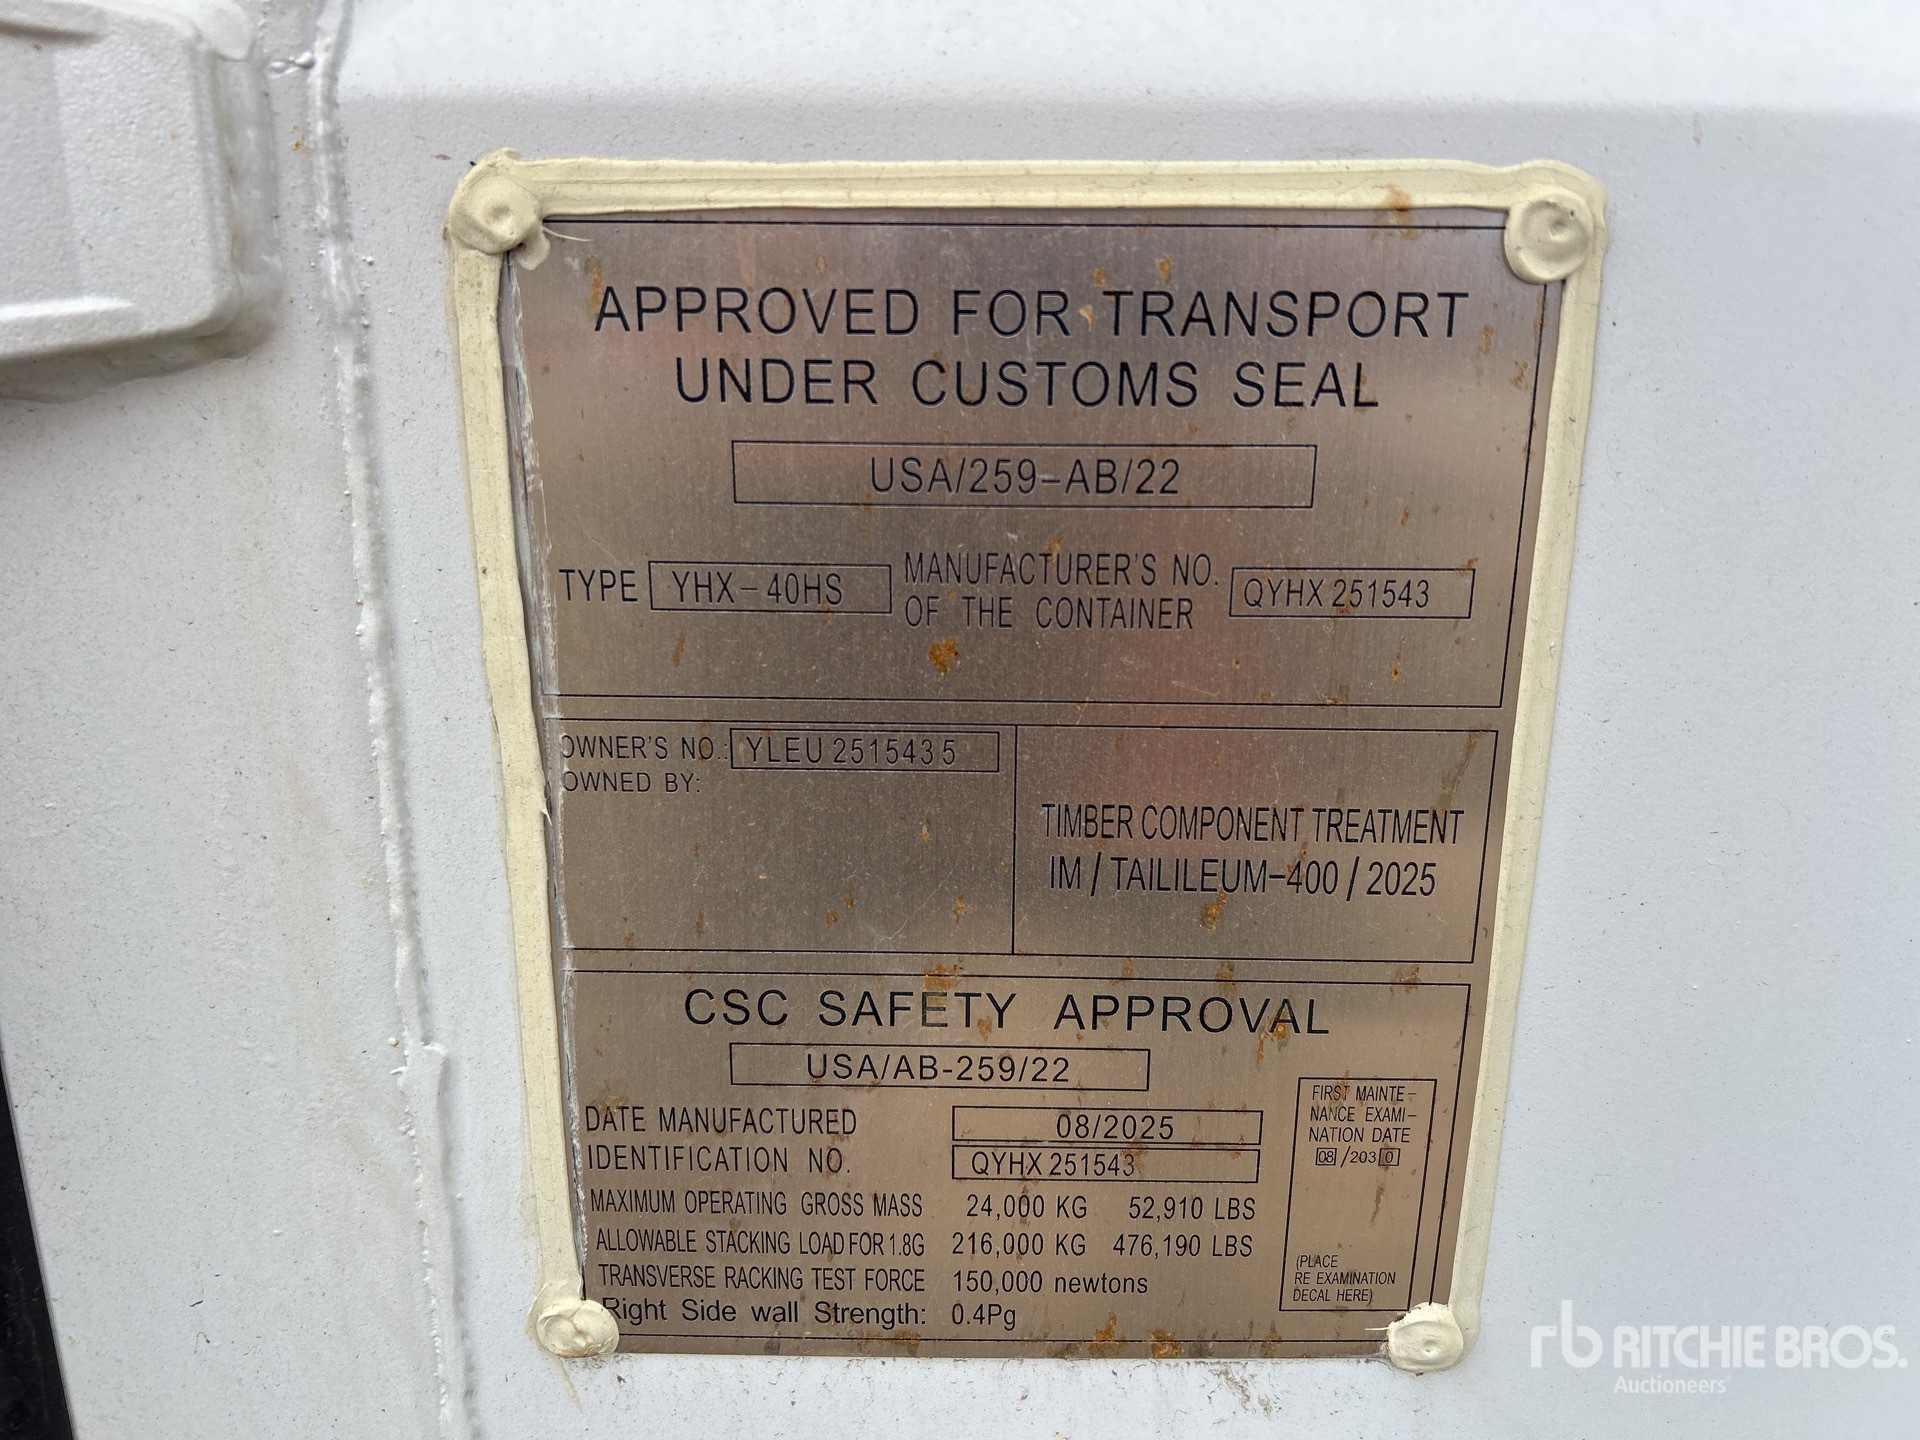 APPROVED FOR TRANSPORT
UNDER CUSTOMS SEAL
USA/259-AB/22
TYPE YHX-40HS MANUFACTURER'S NO. OF THE CONTAINER QYHX 251543
OWNER'S NO.: YLEU 2515435
OWNED BY:
TIMBER COMPONENT TREATMENT
IM / TAILILEUM-400 / 2025
CSC SAFETY APPROVAL
USA/AB-259/22
DATE MANUFACTURED 08/2025
IDENTIFICATION NO. QYHX 251543
MAXIMUM OPERATING GROSS MASS 24,000 KG 52,910 LBS
ALLOWABLE STACKING LOAD FOR 1.8G 216,000 KG 476,190 LBS
TRANSVERSE RACKING TEST FORCE 150,000 newtons
Right Side wall Strength: 0.4Pg
FIRST MAINTE-
NANCE EXAMI-
NATION DATE
08 /2030
(PLACE
RE EXAMINATION
DECAL HERE)
rb RITCHIE BROS.
Auctioneers